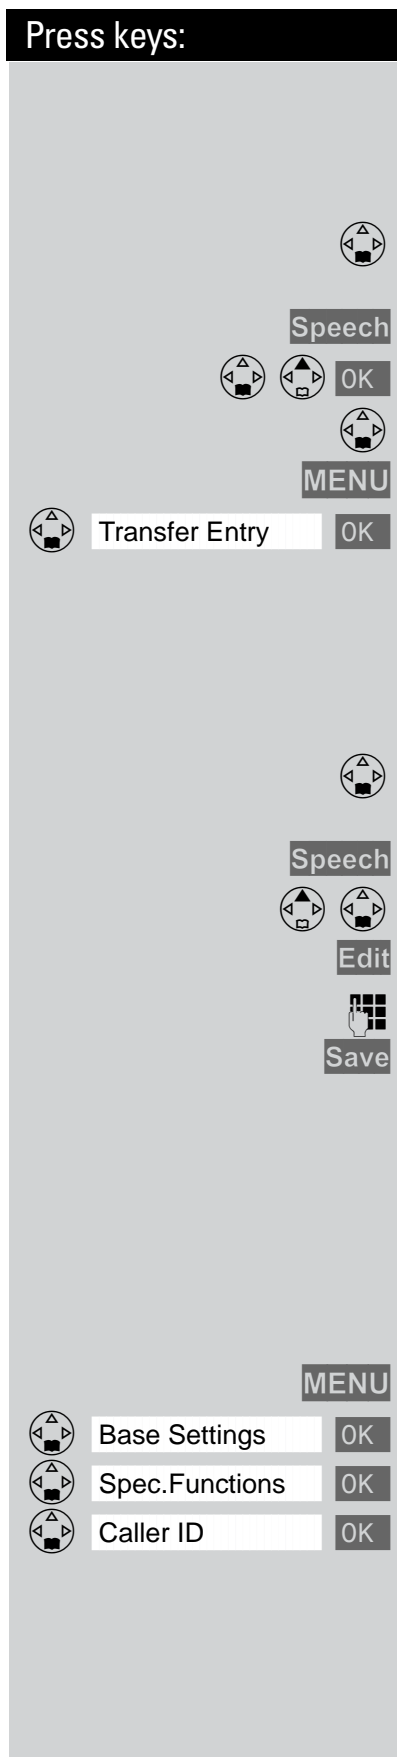 Press keys:
Speech
OK
MENU
Transfer Entry OK
Speech
Edit
Save
MENU
Base Settings OK
Spec.Functions OK
Caller ID OK